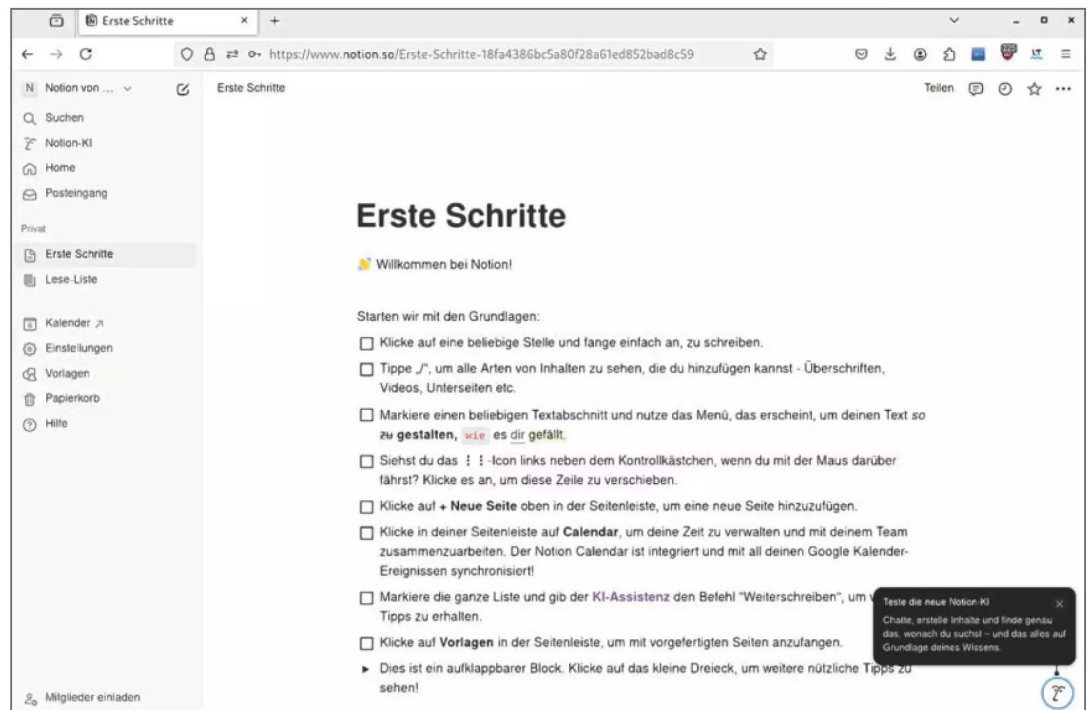 Erste Schritte
https://www.notion.so/Erste-Schritte-18fa4386bc5a80f28a61ed852bad8c59
N Notion von ...
Erste Schritte
Teilen
Suchen
Notion-KI
Home
Posteingang
Privat
Erste Schritte
Lese-Liste
Kalender ↗
Einstellungen
Vorlagen
Papierkorb
Hilfe
Mitglieder einladen
Erste Schritte
👋 Willkommen bei Notion!
Starten wir mit den Grundlagen:
Klicke auf eine beliebige Stelle und fange einfach an, zu schreiben.
Tippe „/“, um alle Arten von Inhalten zu sehen, die du hinzufügen kannst - Überschriften,
Videos, Unterseiten etc.
Markiere einen beliebigen Textabschnitt und nutze das Menü, das erscheint, um deinen Text so
zu gestalten, wie es dir gefällt.
Siehst du das ⋮⋮-Icon links neben dem Kontrollkästchen, wenn du mit der Maus darüber
fährst? Klicke es an, um diese Zeile zu verschieben.
Klicke auf + Neue Seite oben in der Seitenleiste, um eine neue Seite hinzuzufügen.
Klicke in deiner Seitenleiste auf Calendar, um deine Zeit zu verwalten und mit deinem Team
zusammenzuarbeiten. Der Notion Calendar ist integriert und mit all deinen Google Kalender-
Ereignissen synchronisiert!
Markiere die ganze Liste und gib der KI-Assistenz den Befehl "Weiterschreiben", um
Tipps zu erhalten.
Klicke auf Vorlagen in der Seitenleiste, um mit vorgefertigten Seiten anzufangen.
Dies ist ein aufklappbarer Block. Klicke auf das kleine Dreieck, um weitere nützliche Tipps zu
sehen!
Teste die neue Notion-KI
Chatte, erstelle Inhalte und finde genau
das, wonach du suchst – und das alles auf
Grundlage deines Wissens.